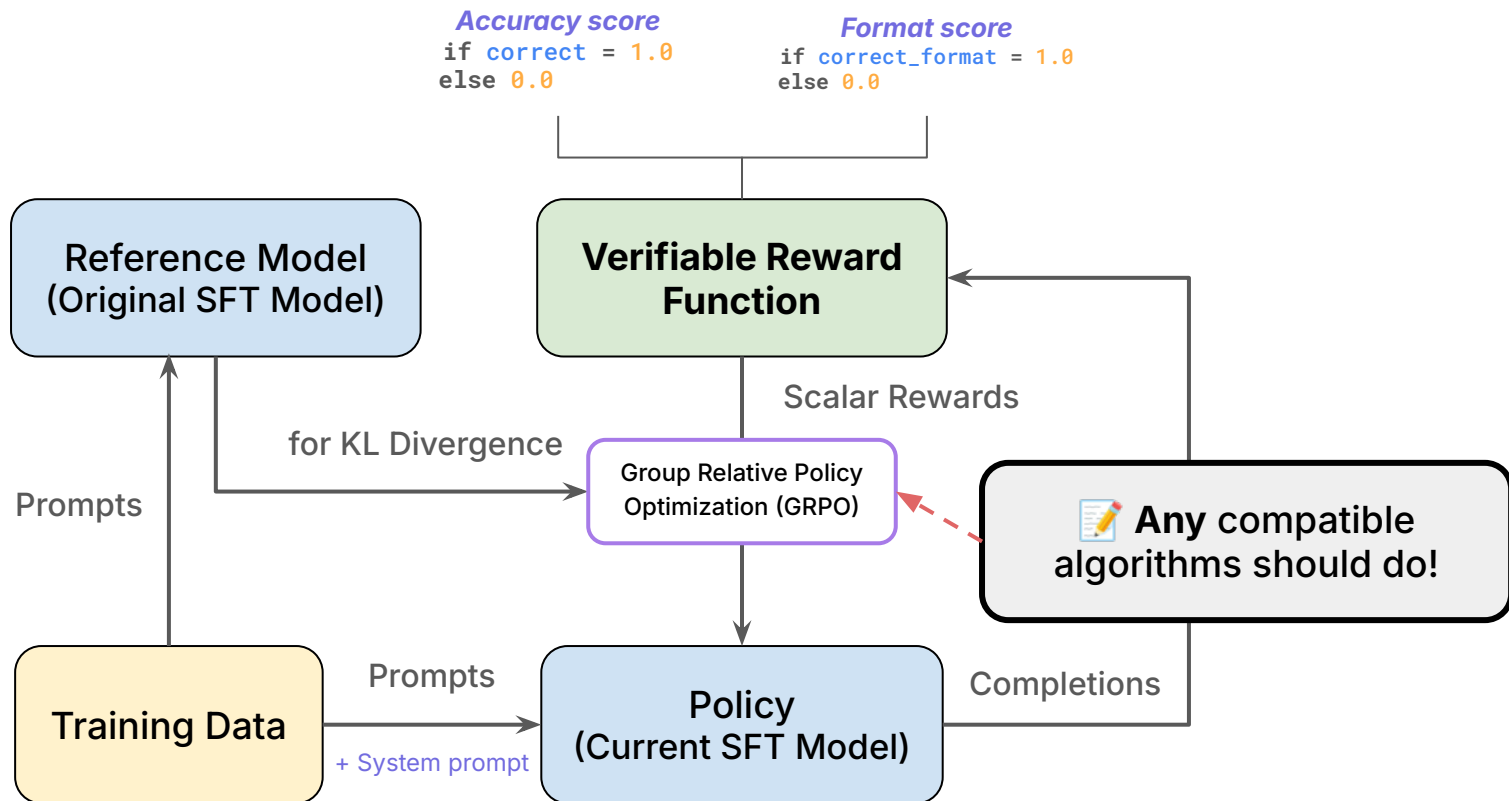 Accuracy score
if correct = 1.0
else 0.0
Format score
if correct_format = 1.0
else 0.0
Reference Model
(Original SFT Model)
Verifiable Reward
Function
Scalar Rewards
for KL Divergence
Group Relative Policy
Optimization (GRPO)
Prompts
📝 Any compatible
algorithms should do!
Training Data
Prompts
+ System prompt
Policy
(Current SFT Model)
Completions